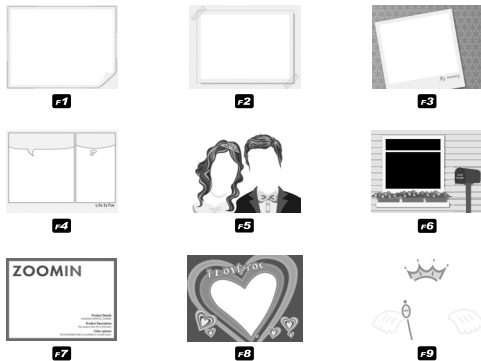 My memory
F1
F2
F3
Life Is Fun
F4
F5
F6
ZOOMIN
Product Details
Product Description
Color options
I LOVE YOU
F7
F8
F9